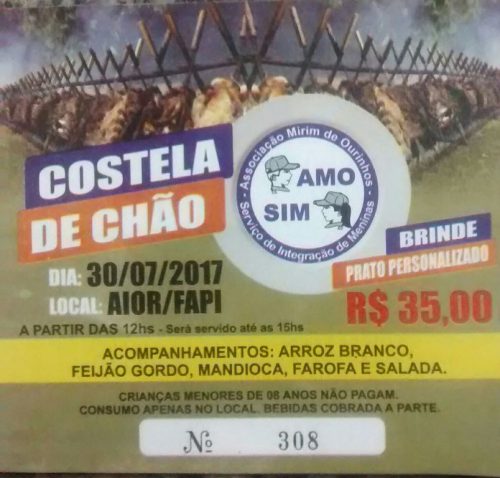 COSTELA
DE CHÃO
Associação Mirim de Ourinhos
AMO
SIM
Serviço de Integração de Meninas
BRINDE
PRATO PERSONALIZADO
DIA: 30/07/2017
LOCAL: AIOR/FAPI
R$ 35,00
A PARTIR DAS 12hs - Será servido até as 15hs
ACOMPANHAMENTOS: ARROZ BRANCO,
FEIJÃO GORDO, MANDIOCA, FAROFA E SALADA.
CRIANÇAS MENORES DE 08 ANOS NÃO PAGAM.
CONSUMO APENAS NO LOCAL. BEBIDAS COBRADA A PARTE.
Nº 308